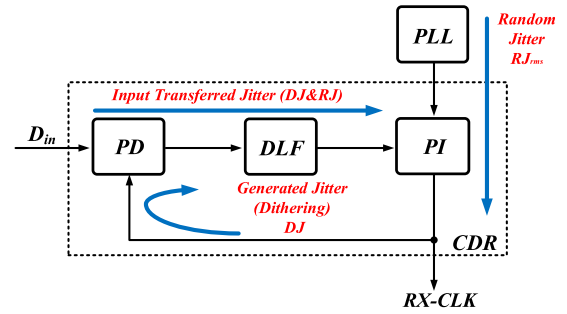 PLL
Random
Jitter
RJrms
Input Transferred Jitter (DJ&RJ)
Din
PD
DLF
PI
Generated Jitter
(Dithering)
DJ
CDR
RX-CLK